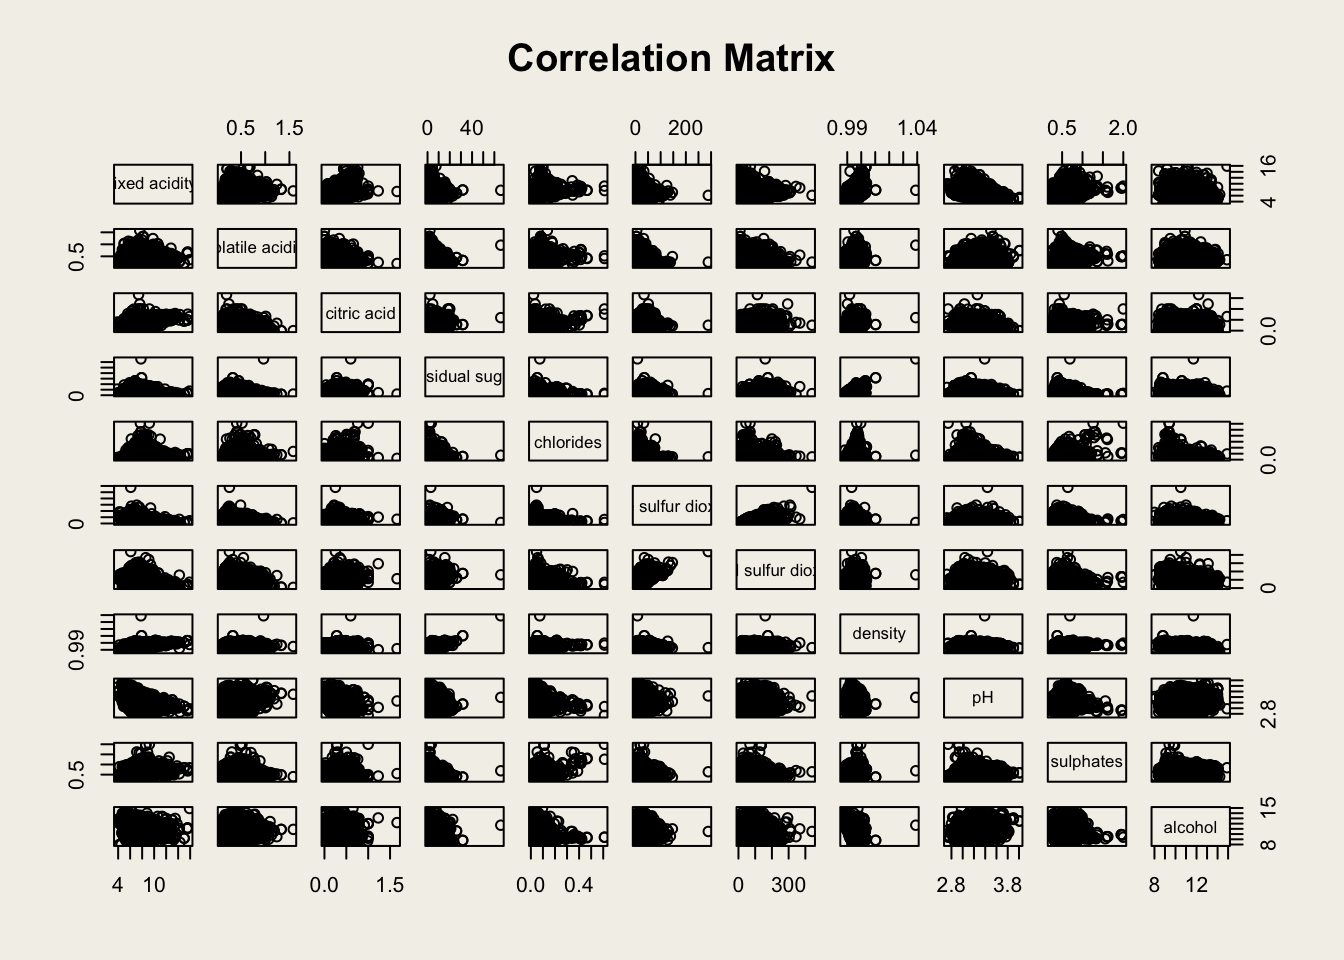 Correlation Matrix
0.5 1.5 0 40 0 200 0.99 1.04 0.5 2.0
ixed acidity 4 16
0.5 olatile acidi
citric acid 0.0
0 sidual sug
chlorides 0.0
0 sulfur diox
l sulfur diox 0
0.99 density
pH 2.8
0.5 sulphates
alcohol 8 15
4 10 0.0 1.5 0.0 0.4 0 300 2.8 3.8 8 12